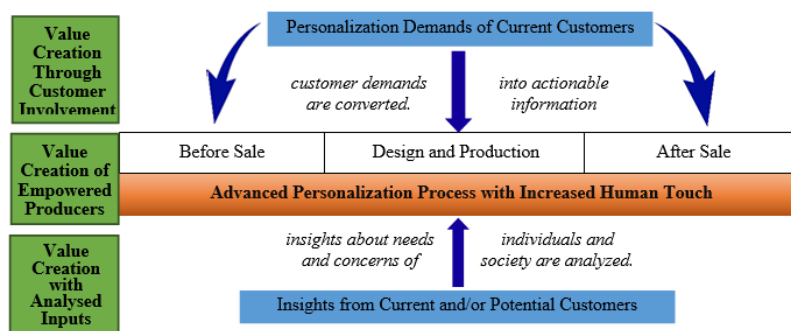 Value
Creation
Through
Customer
Involvement
Personalization Demands of Current Customers
customer demands
are converted.
into actionable
information
Value
Creation of
Empowered
Producers
Before Sale
Design and Production
After Sale
Advanced Personalization Process with Increased Human Touch
Value
Creation
with
Analysed
Inputs
insights about needs
and concerns of
individuals and
society are analyzed.
Insights from Current and/or Potential Customers